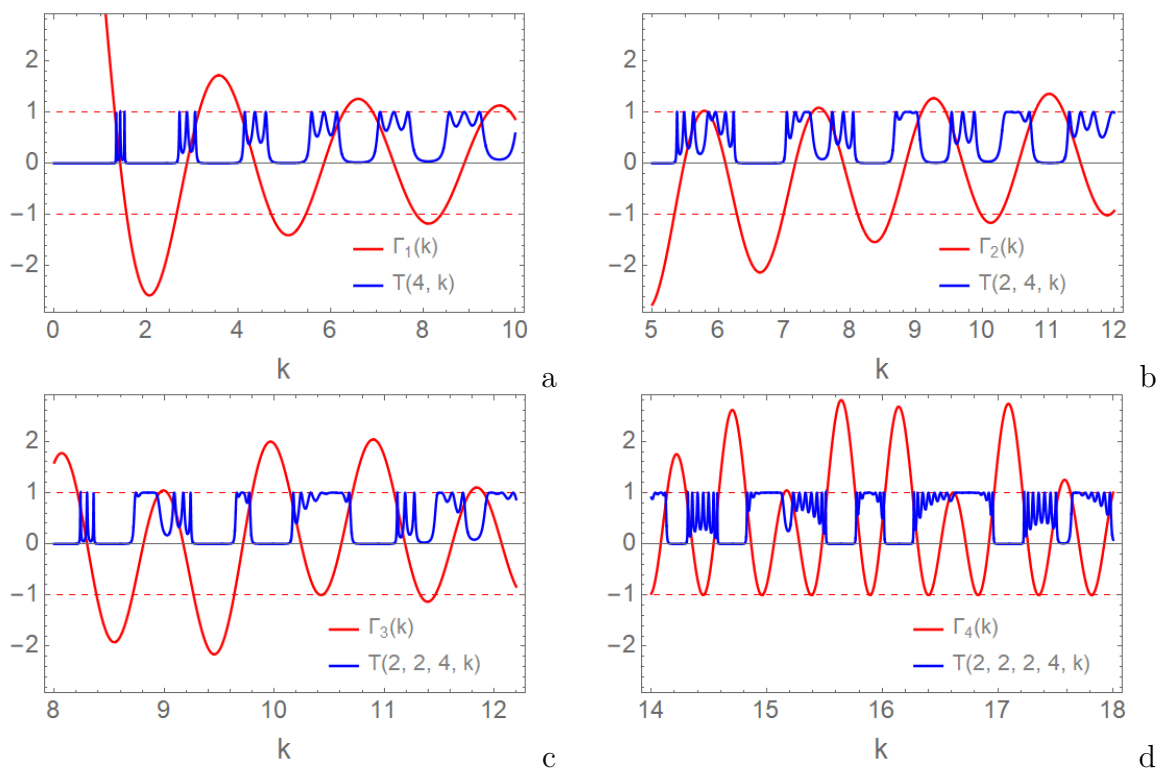 2
1
0
−1
−2
Γ₁(k)
T(4, k)
0 2 4 6 8 10
k
a
2
1
0
−1
−2
Γ₂(k)
T(2, 4, k)
5 6 7 8 9 10 11 12
k
b
2
1
0
−1
−2
Γ₃(k)
T(2, 2, 4, k)
8 9 10 11 12
k
c
2
1
0
−1
−2
Γ₄(k)
T(2, 2, 2, 4, k)
14 15 16 17 18
k
d